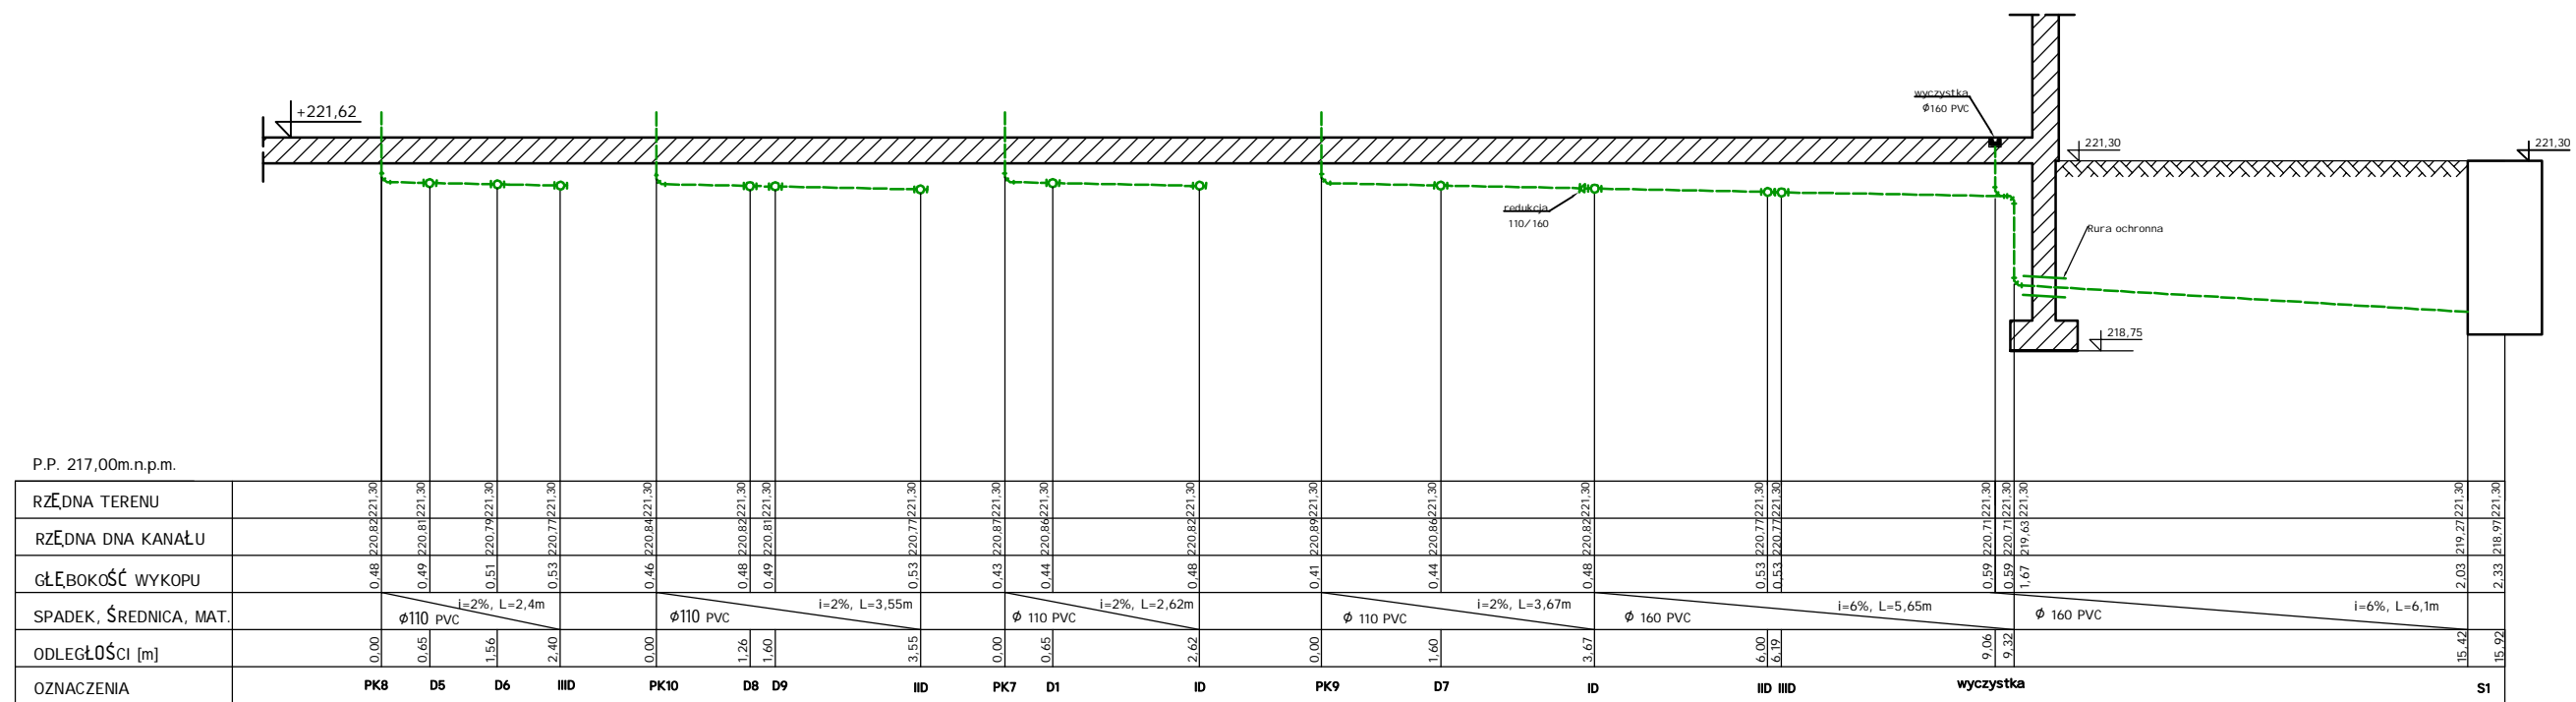 +221,62
wyczystka
Ø160 PVC
221,30
221,30
redukcja
110/160
Rura ochronna
218,75
P.P. 217,00m.n.p.m.
RZĘDNA TERENU
221,30 221,30 221,30 221,30 221,30 221,30 221,30 221,30 221,30 221,30 221,30 221,30 221,30 221,30 221,30 221,30 221,30 221,30 221,30 221,30 221,30
RZĘDNA DNA KANAŁU
220,82 220,81 220,79 220,77 220,84 220,82 220,81 220,77 220,87 220,86 220,82 220,89 220,86 220,82 220,77 220,77 220,71 220,71 219,63 219,27 218,97
GŁĘBOKOŚĆ WYKOPU
0,48 0,49 0,51 0,53 0,46 0,48 0,49 0,53 0,43 0,44 0,48 0,41 0,44 0,48 0,53 0,53 0,59 0,59 1,67 2,03 2,33
SPADEK, ŚREDNICA, MAT.
Ø110 PVC i=2%, L=2,4m
Ø110 PVC i=2%, L=3,55m
Ø 110 PVC i=2%, L=2,62m
Ø 110 PVC i=2%, L=3,67m
Ø 160 PVC i=6%, L=5,65m
Ø 160 PVC i=6%, L=6,1m
ODLEGŁOŚCI [m]
0,00 0,65 1,56 2,40 0,00 1,26 1,60 3,55 0,00 0,65 2,62 0,00 1,60 3,67 6,00 6,19 9,06 9,32 15,42 15,92
OZNACZENIA
PK8 D5 D6 IIID PK10 D8 D9 IID PK7 D1 ID PK9 D7 ID IID IIID wyczystka S1